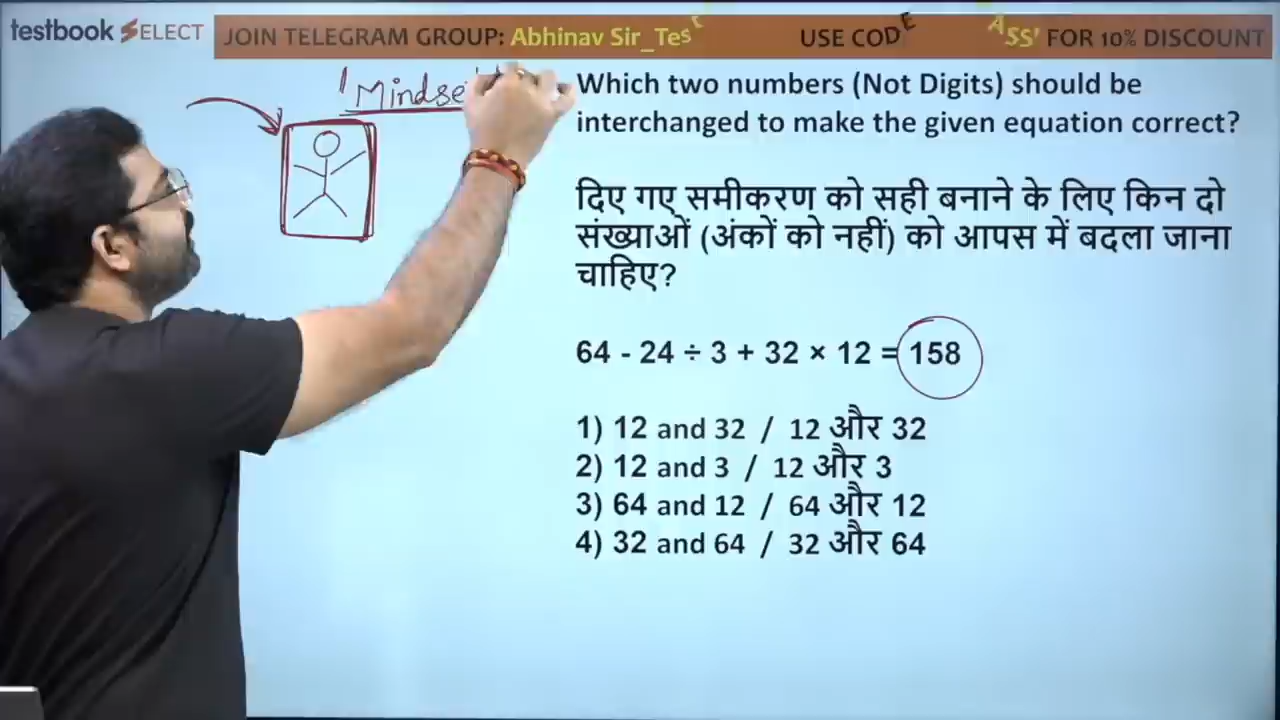 testbook SELECT
JOIN TELEGRAM GROUP: Abhinav Sir_Tes
USE CODE ASS' FOR 10% DISCOUNT
Which two numbers (Not Digits) should be
interchanged to make the given equation correct?
दिए गए समीकरण को सही बनाने के लिए किन दो
संख्याओं (अंकों को नहीं) को आपस में बदला जाना
चाहिए?
64 - 24 ÷ 3 + 32 × 12 = 158
1) 12 and 32 / 12 और 32
2) 12 and 3 / 12 और 3
3) 64 and 12 / 64 और 12
4) 32 and 64 / 32 और 64